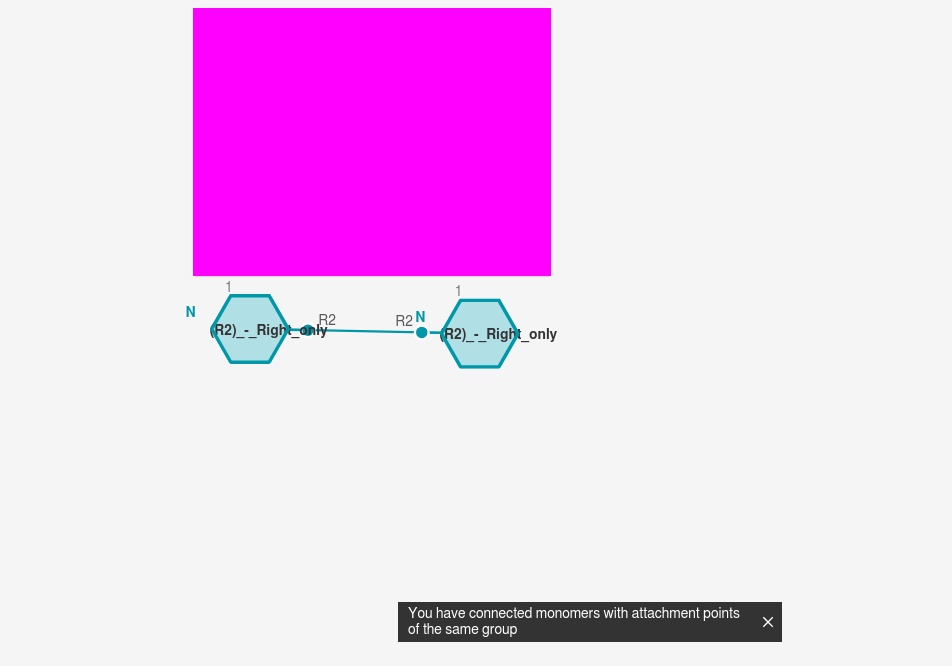 1
1
N
(R2)_-_Right_only
R2
R2
N
(R2)_-_Right_only
You have connected monomers with attachment points
of the same group